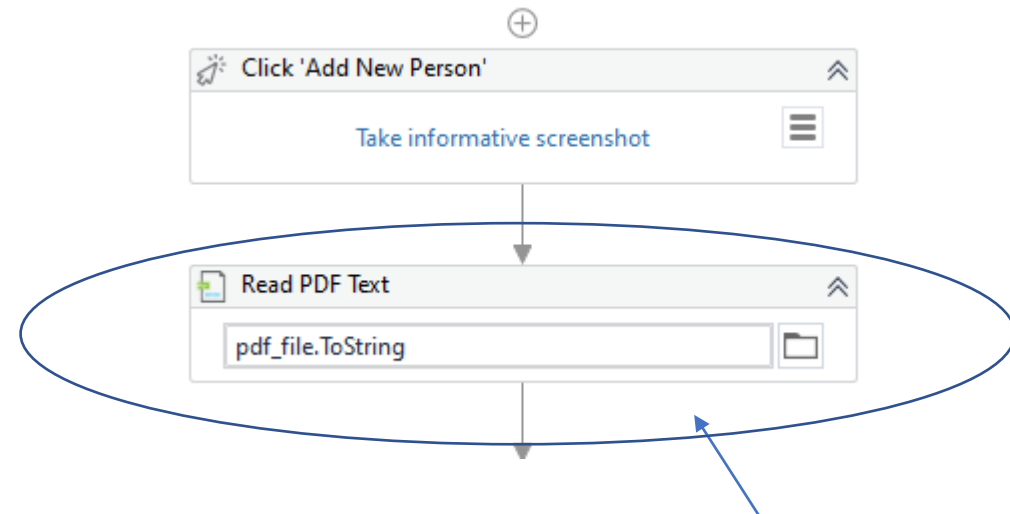 Click 'Add New Person'
Take informative screenshot
Read PDF Text
pdf_file.ToString